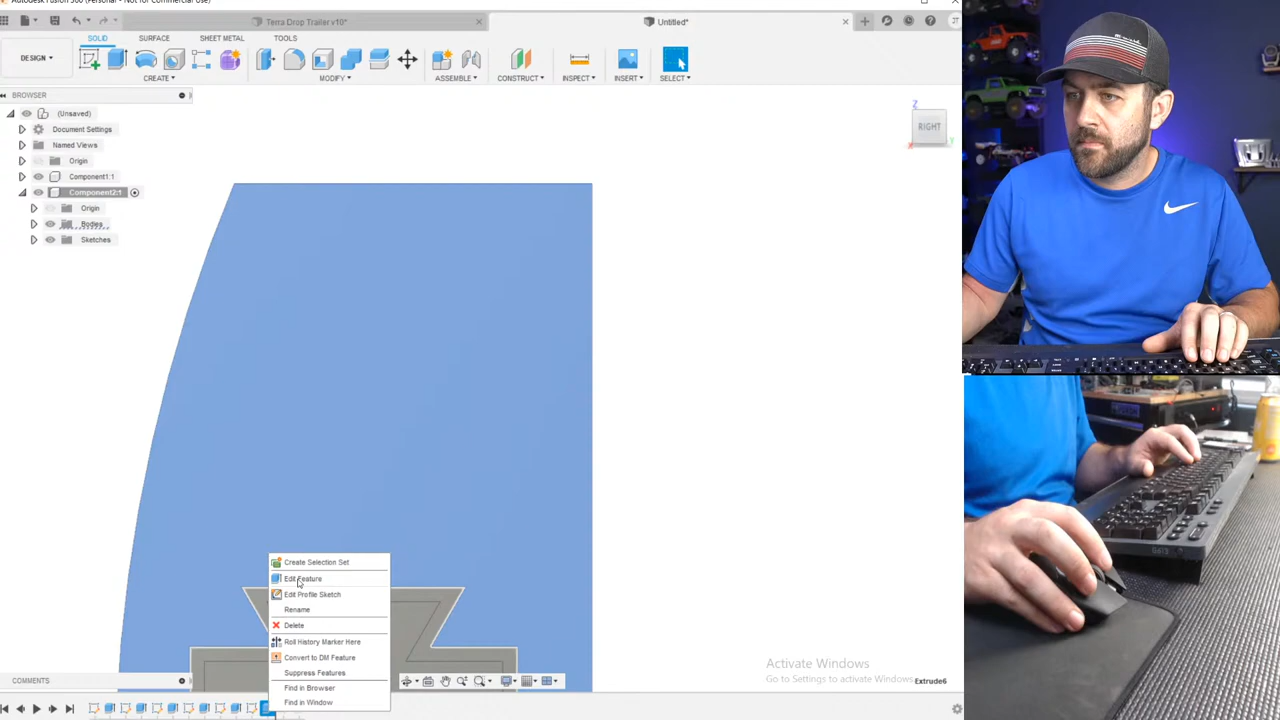 Autodesk Fusion 360 (Personal - Not for Commercial Use)
Terra Drop Trailer v10*
Untitled*
SOLID SURFACE SHEET METAL TOOLS
DESIGN
CREATE MODIFY ASSEMBLE CONSTRUCT INSPECT INSERT SELECT
BROWSER
(Unsaved)
Document Settings
Named Views
Origin
Component1:1
Component2:1
Origin
Bodies
Sketches
Z
RIGHT
X
Y
Create Selection Set
Edit Feature
Edit Profile Sketch
Rename
Delete
Roll History Marker Here
Convert to DM Feature
Suppress Features
Find in Browser
Find in Window
Activate Windows
Go to Settings to activate Windows.
COMMENTS
Extrude6